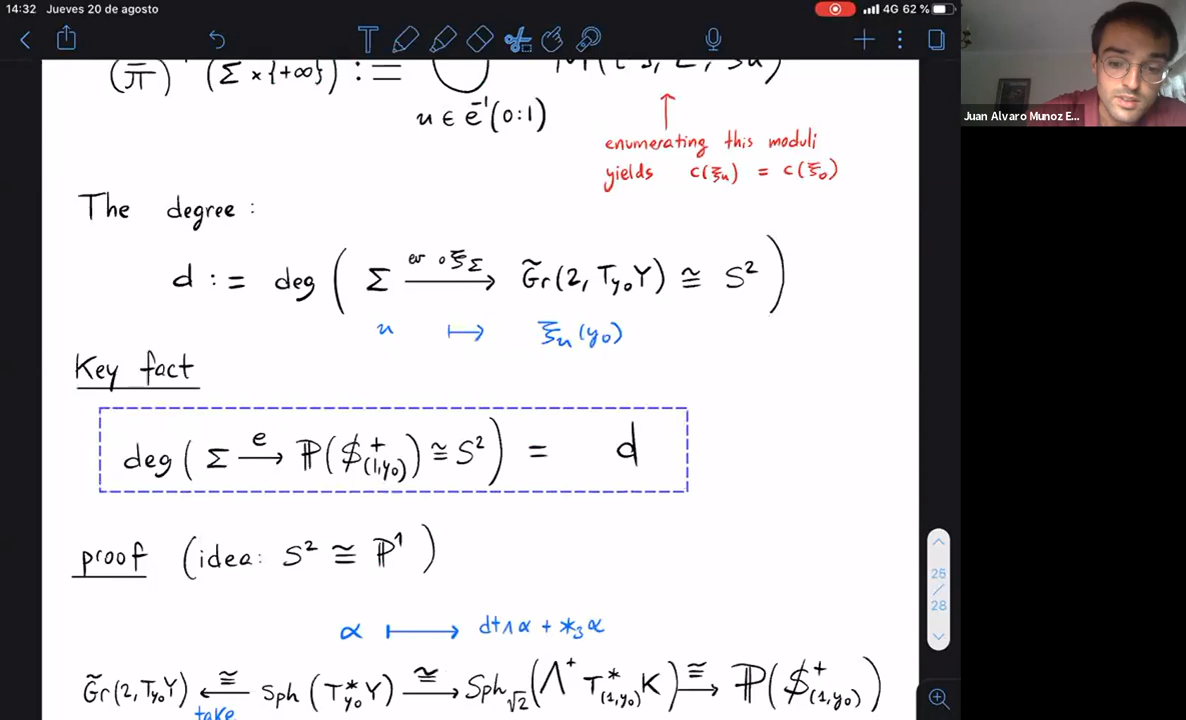 14:32 Jueves 20 de agosto
4G 62 %
Juan Alvaro Munoz E...
(π̄)⁻¹ (Σ × {+∞}) :=
u ∈ e⁻¹(0:1)
enumerating this moduli
yields c(ξu) = c(ξ0)
The degree:
d := deg ( Σ ev ∘ ξΣ ⟶ G̃r(2, Ty0Y) ≅ S² )
u ⟼ ξu(y0)
Key fact
deg( Σ e⟶ ℙ($⁺(1,y0)) ≅ S² ) = d
proof (idea: S² ≅ ℙ¹)
α ⟼ dt∧α + *3α
G̃r(2, Ty0Y) ≅⟵ Sph (T*y0Y) ≅⟶ Sph√2(Λ⁺ T*(1,y0)K) ≅⟶ ℙ($⁺(1,y0))
take
25
/
28